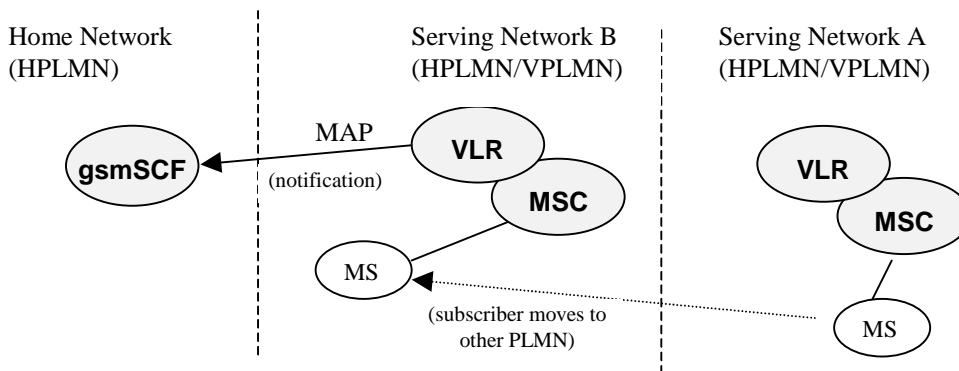 Home Network
(HPLMN)
Serving Network B
(HPLMN/VPLMN)
Serving Network A
(HPLMN/VPLMN)
gsmSCF
MAP
(notification)
VLR
MSC
MS
VLR
MSC
MS
(subscriber moves to
other PLMN)